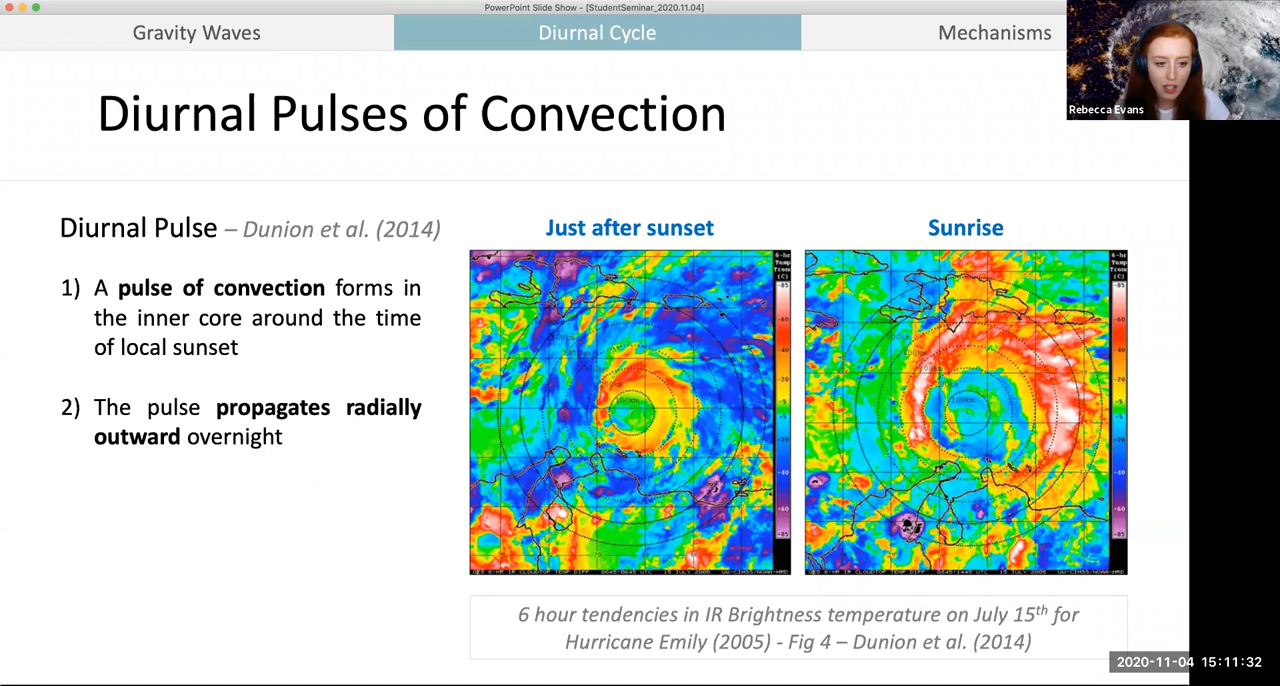 PowerPoint Slide Show - [StudentSeminar_2020.11.04]
Gravity Waves
Diurnal Cycle
Mechanisms
Rebecca Evans
Diurnal Pulses of Convection
Diurnal Pulse – Dunion et al. (2014)
1) A pulse of convection forms in
the inner core around the time
of local sunset
2) The pulse propagates radially
outward overnight
Just after sunset
Sunrise
100km
100km
6 hour tendencies in IR Brightness temperature on July 15th for
Hurricane Emily (2005) - Fig 4 – Dunion et al. (2014)
2020-11-04 15:11:32